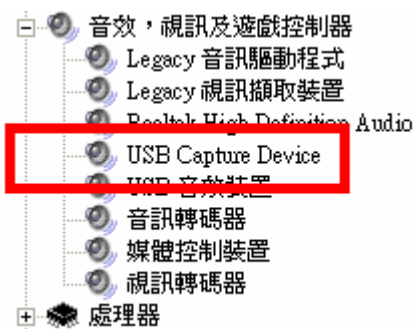 音效，視訊及遊戲控制器
Legacy 音訊驅動程式
Legacy 視訊擷取裝置
Realtek High Definition Audio
USB Capture Device
USB 音效裝置
音訊轉碼器
媒體控制裝置
視訊轉碼器
處理器